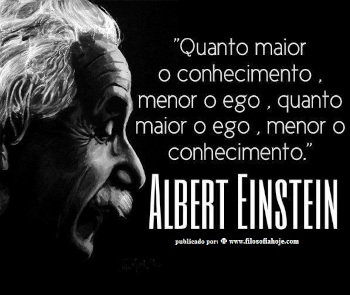 "Quanto maior
o conhecimento ,
menor o ego , quanto
maior o ego , menor o
conhecimento."
ALBERT EINSTEIN
publicado por: www.filosofiahoje.com